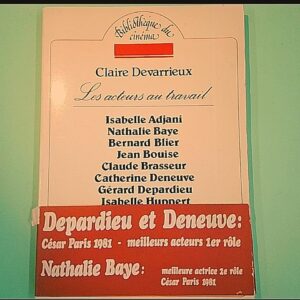 Bibliothèque du
cinéma
Claire Devarrieux
Les acteurs au travail
Isabelle Adjani
Nathalie Baye
Bernard Blier
Jean Bouise
Claude Brasseur
Catherine Deneuve
Gérard Depardieu
Isabelle Huppert
Depardieu et Deneuve:
César Paris 1981 - meilleurs acteurs 1er rôle
Nathalie Baye: meilleure actrice 2e rôle
César Paris 1981